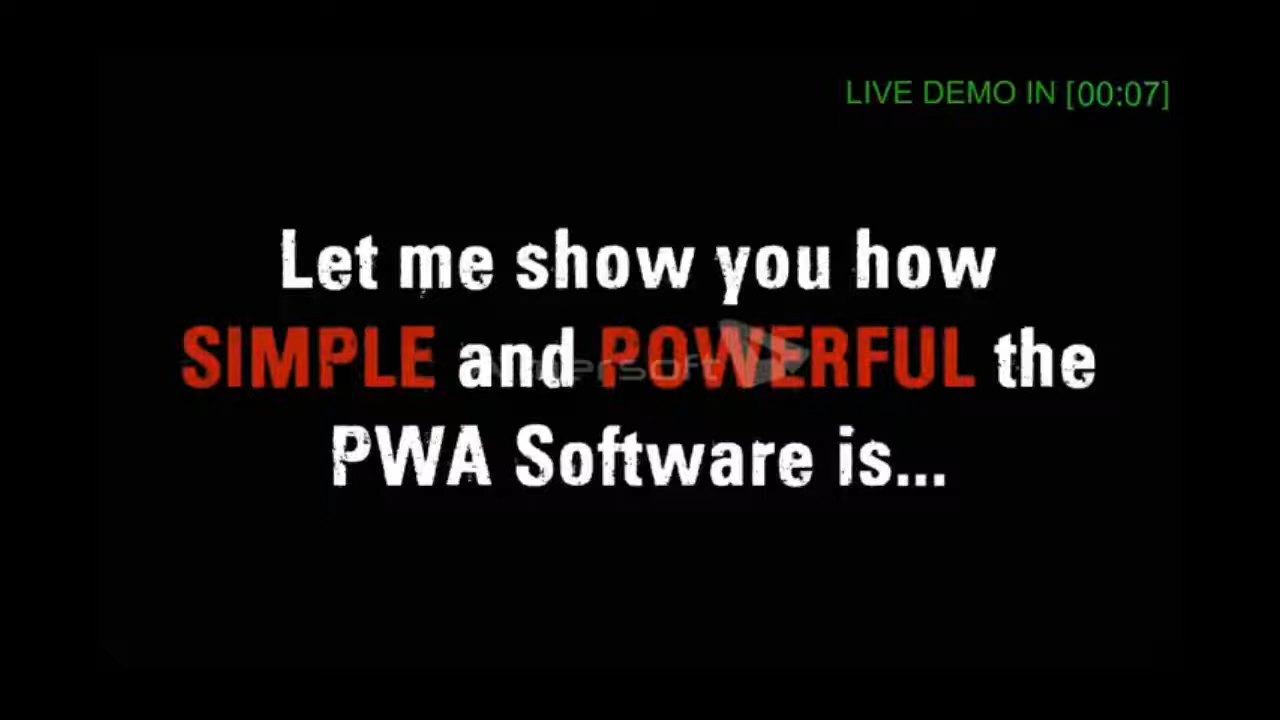 LIVE DEMO IN [00:07]
Let me show you how
SIMPLE and POWERFUL the
PWA Software is...